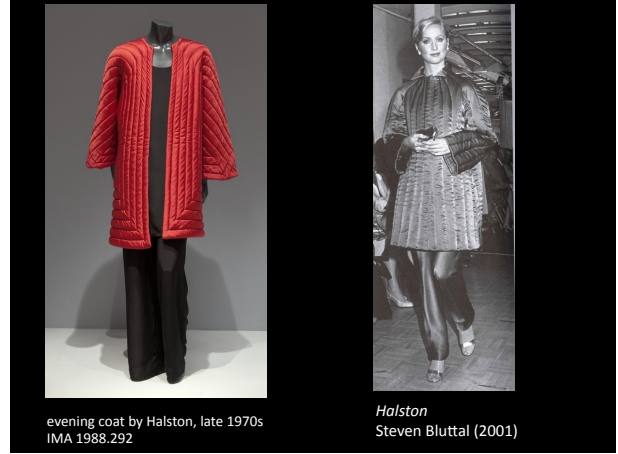 evening coat by Halston, late 1970s
IMA 1988.292
Halston
Steven Bluttal (2001)